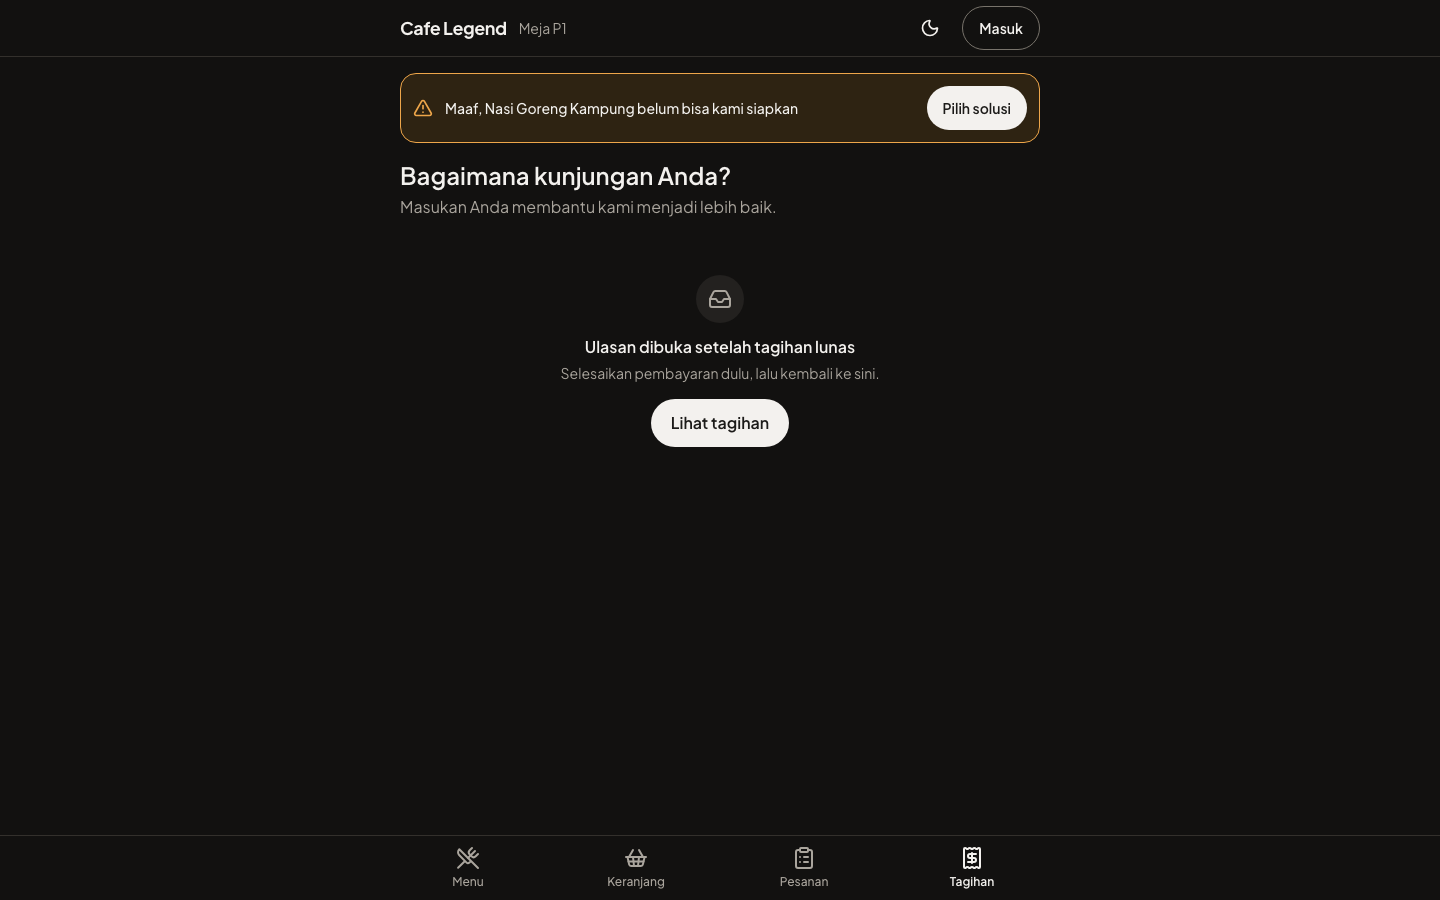 Cafe Legend Meja P1
Masuk
Maaf, Nasi Goreng Kampung belum bisa kami siapkan
Pilih solusi
Bagaimana kunjungan Anda?
Masukan Anda membantu kami menjadi lebih baik.
Ulasan dibuka setelah tagihan lunas
Selesaikan pembayaran dulu, lalu kembali ke sini.
Lihat tagihan
Menu
Keranjang
Pesanan
Tagihan